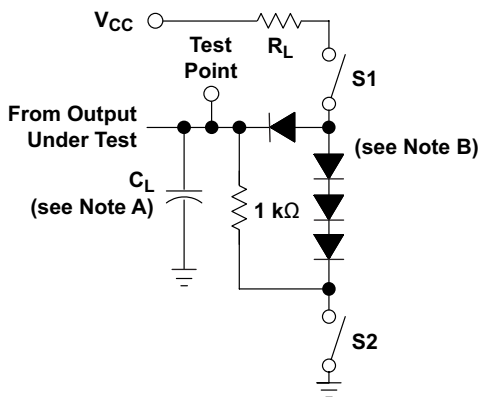 VCC
RL
Test
Point
S1
From Output
Under Test
(see Note B)
CL
(see Note A)
1 kΩ
S2